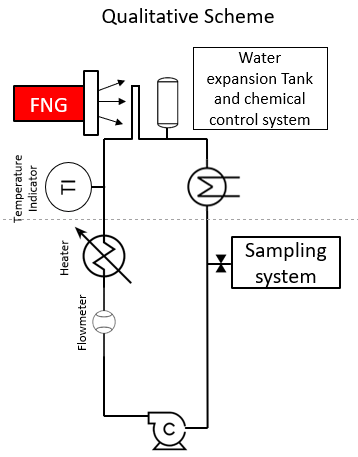 Qualitative Scheme
FNG
Water
expansion Tank
and chemical
control system
Temperature
Indicator
TI
Heater
Sampling
system
Flowmeter
C